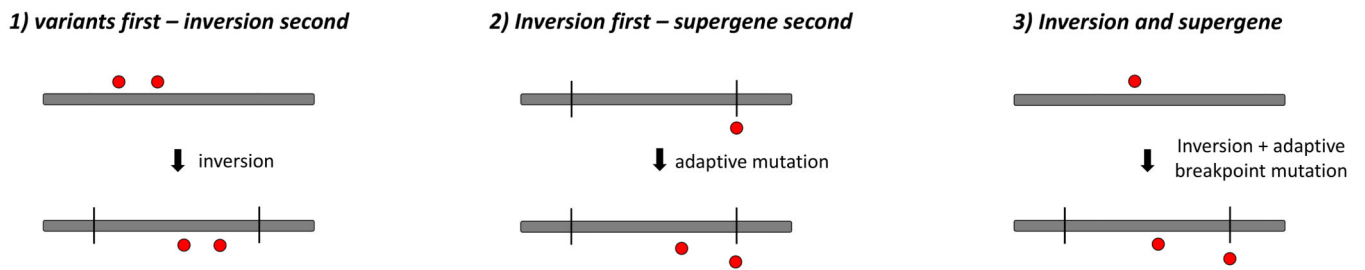 1) variants first – inversion second
2) Inversion first – supergene second
3) Inversion and supergene
inversion
adaptive mutation
Inversion + adaptive
breakpoint mutation